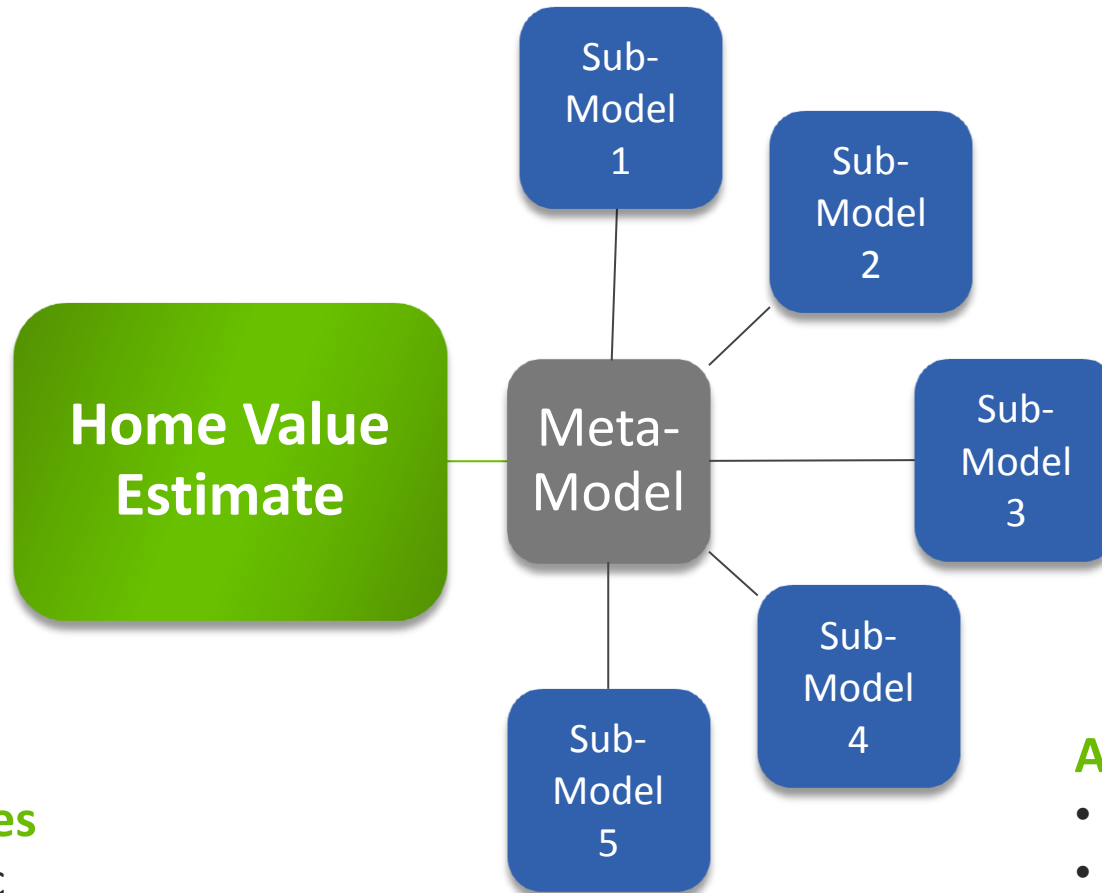 Sub-
Model
1
Sub-
Model
2
Home Value
Estimate
Meta-
Model
Sub-
Model
3
Sub-
Model
4
Sub-
Model
5
es
c
A
•
•